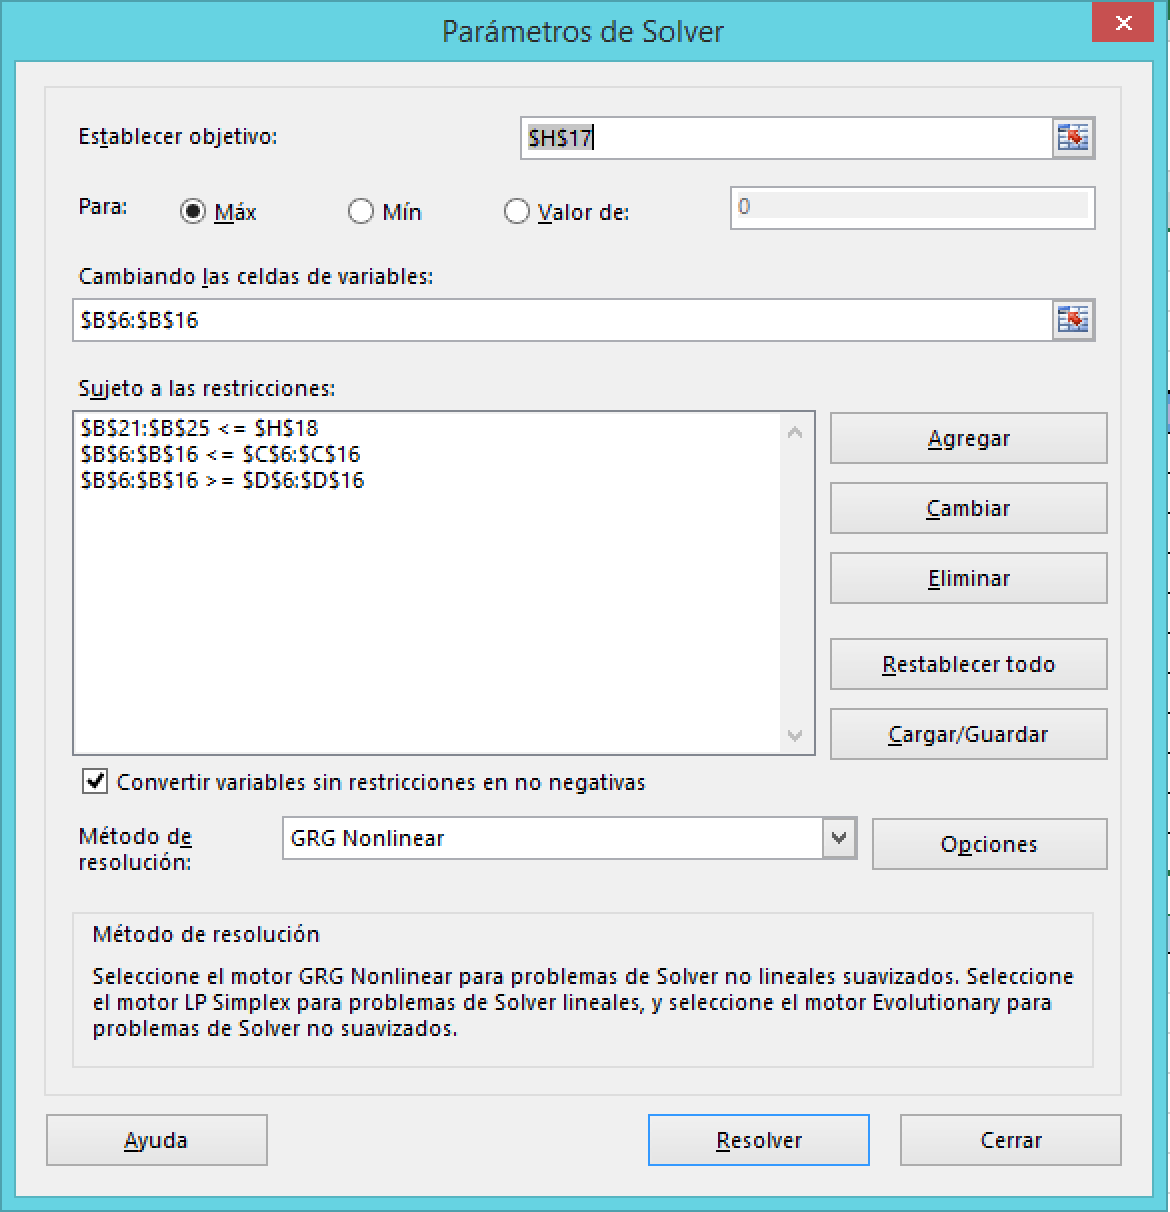 Parámetros de Solver
Establecer objetivo:
$H$17
Para:
Máx
Mín
Valor de:
0
Cambiando las celdas de variables:
$B$6:$B$16
Sujeto a las restricciones:
$B$21:$B$25 <= $H$18
$B$6:$B$16 <= $C$6:$C$16
$B$6:$B$16 >= $D$6:$D$16
Agregar
Cambiar
Eliminar
Restablecer todo
Cargar/Guardar
Convertir variables sin restricciones en no negativas
Método de
resolución:
GRG Nonlinear
Opciones
Método de resolución
Seleccione el motor GRG Nonlinear para problemas de Solver no lineales suavizados. Seleccione
el motor LP Simplex para problemas de Solver lineales, y seleccione el motor Evolutionary para
problemas de Solver no suavizados.
Ayuda
Resolver
Cerrar